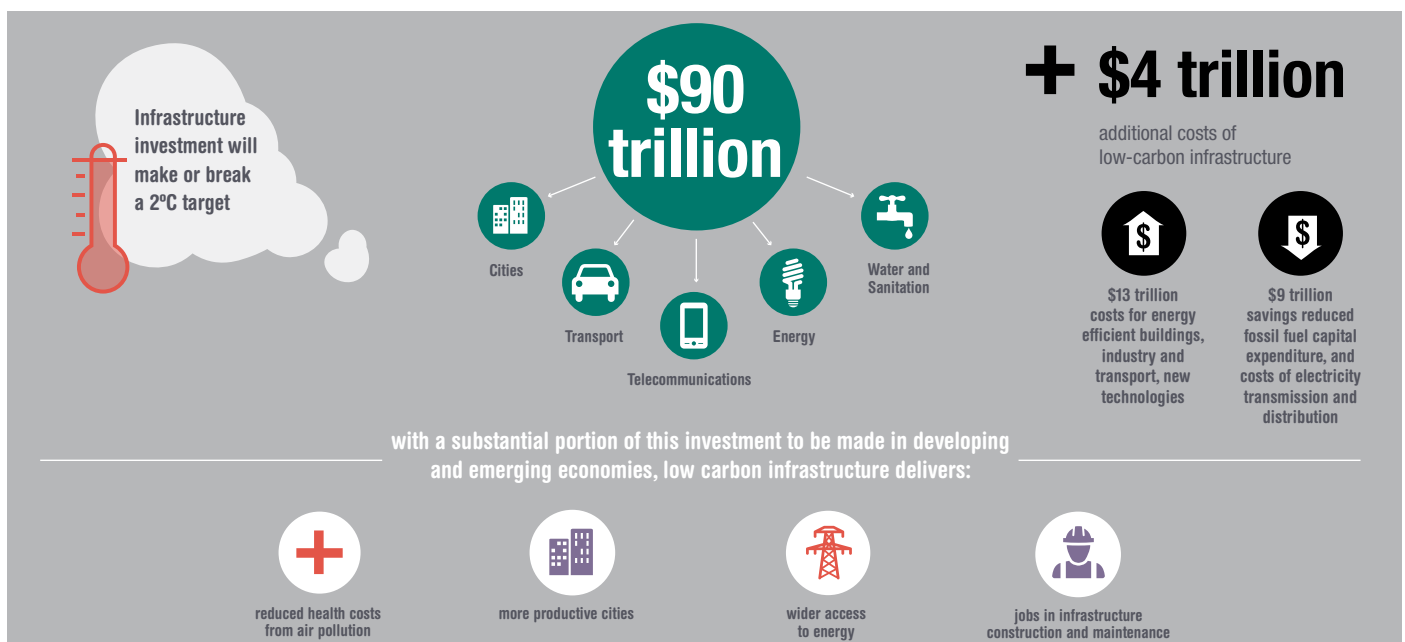 Infrastructure
investment will
make or break
a 2ºC target
$90
trillion
Cities
Transport
Telecommunications
Energy
Water and
Sanitation
+ $4 trillion
additional costs of
low-carbon infrastructure
$
$13 trillion
costs for energy
efficient buildings,
industry and
transport, new
technologies
$
$9 trillion
savings reduced
fossil fuel capital
expenditure, and
costs of electricity
transmission and
distribution
with a substantial portion of this investment to be made in developing
and emerging economies, low carbon infrastructure delivers:
reduced health costs
from air pollution
more productive cities
wider access
to energy
jobs in infrastructure
construction and maintenance